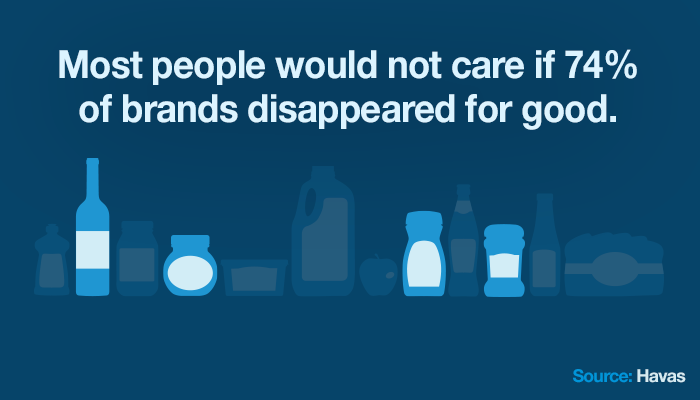 Most people would not care if 74%
of brands disappeared for good.
Source: Havas